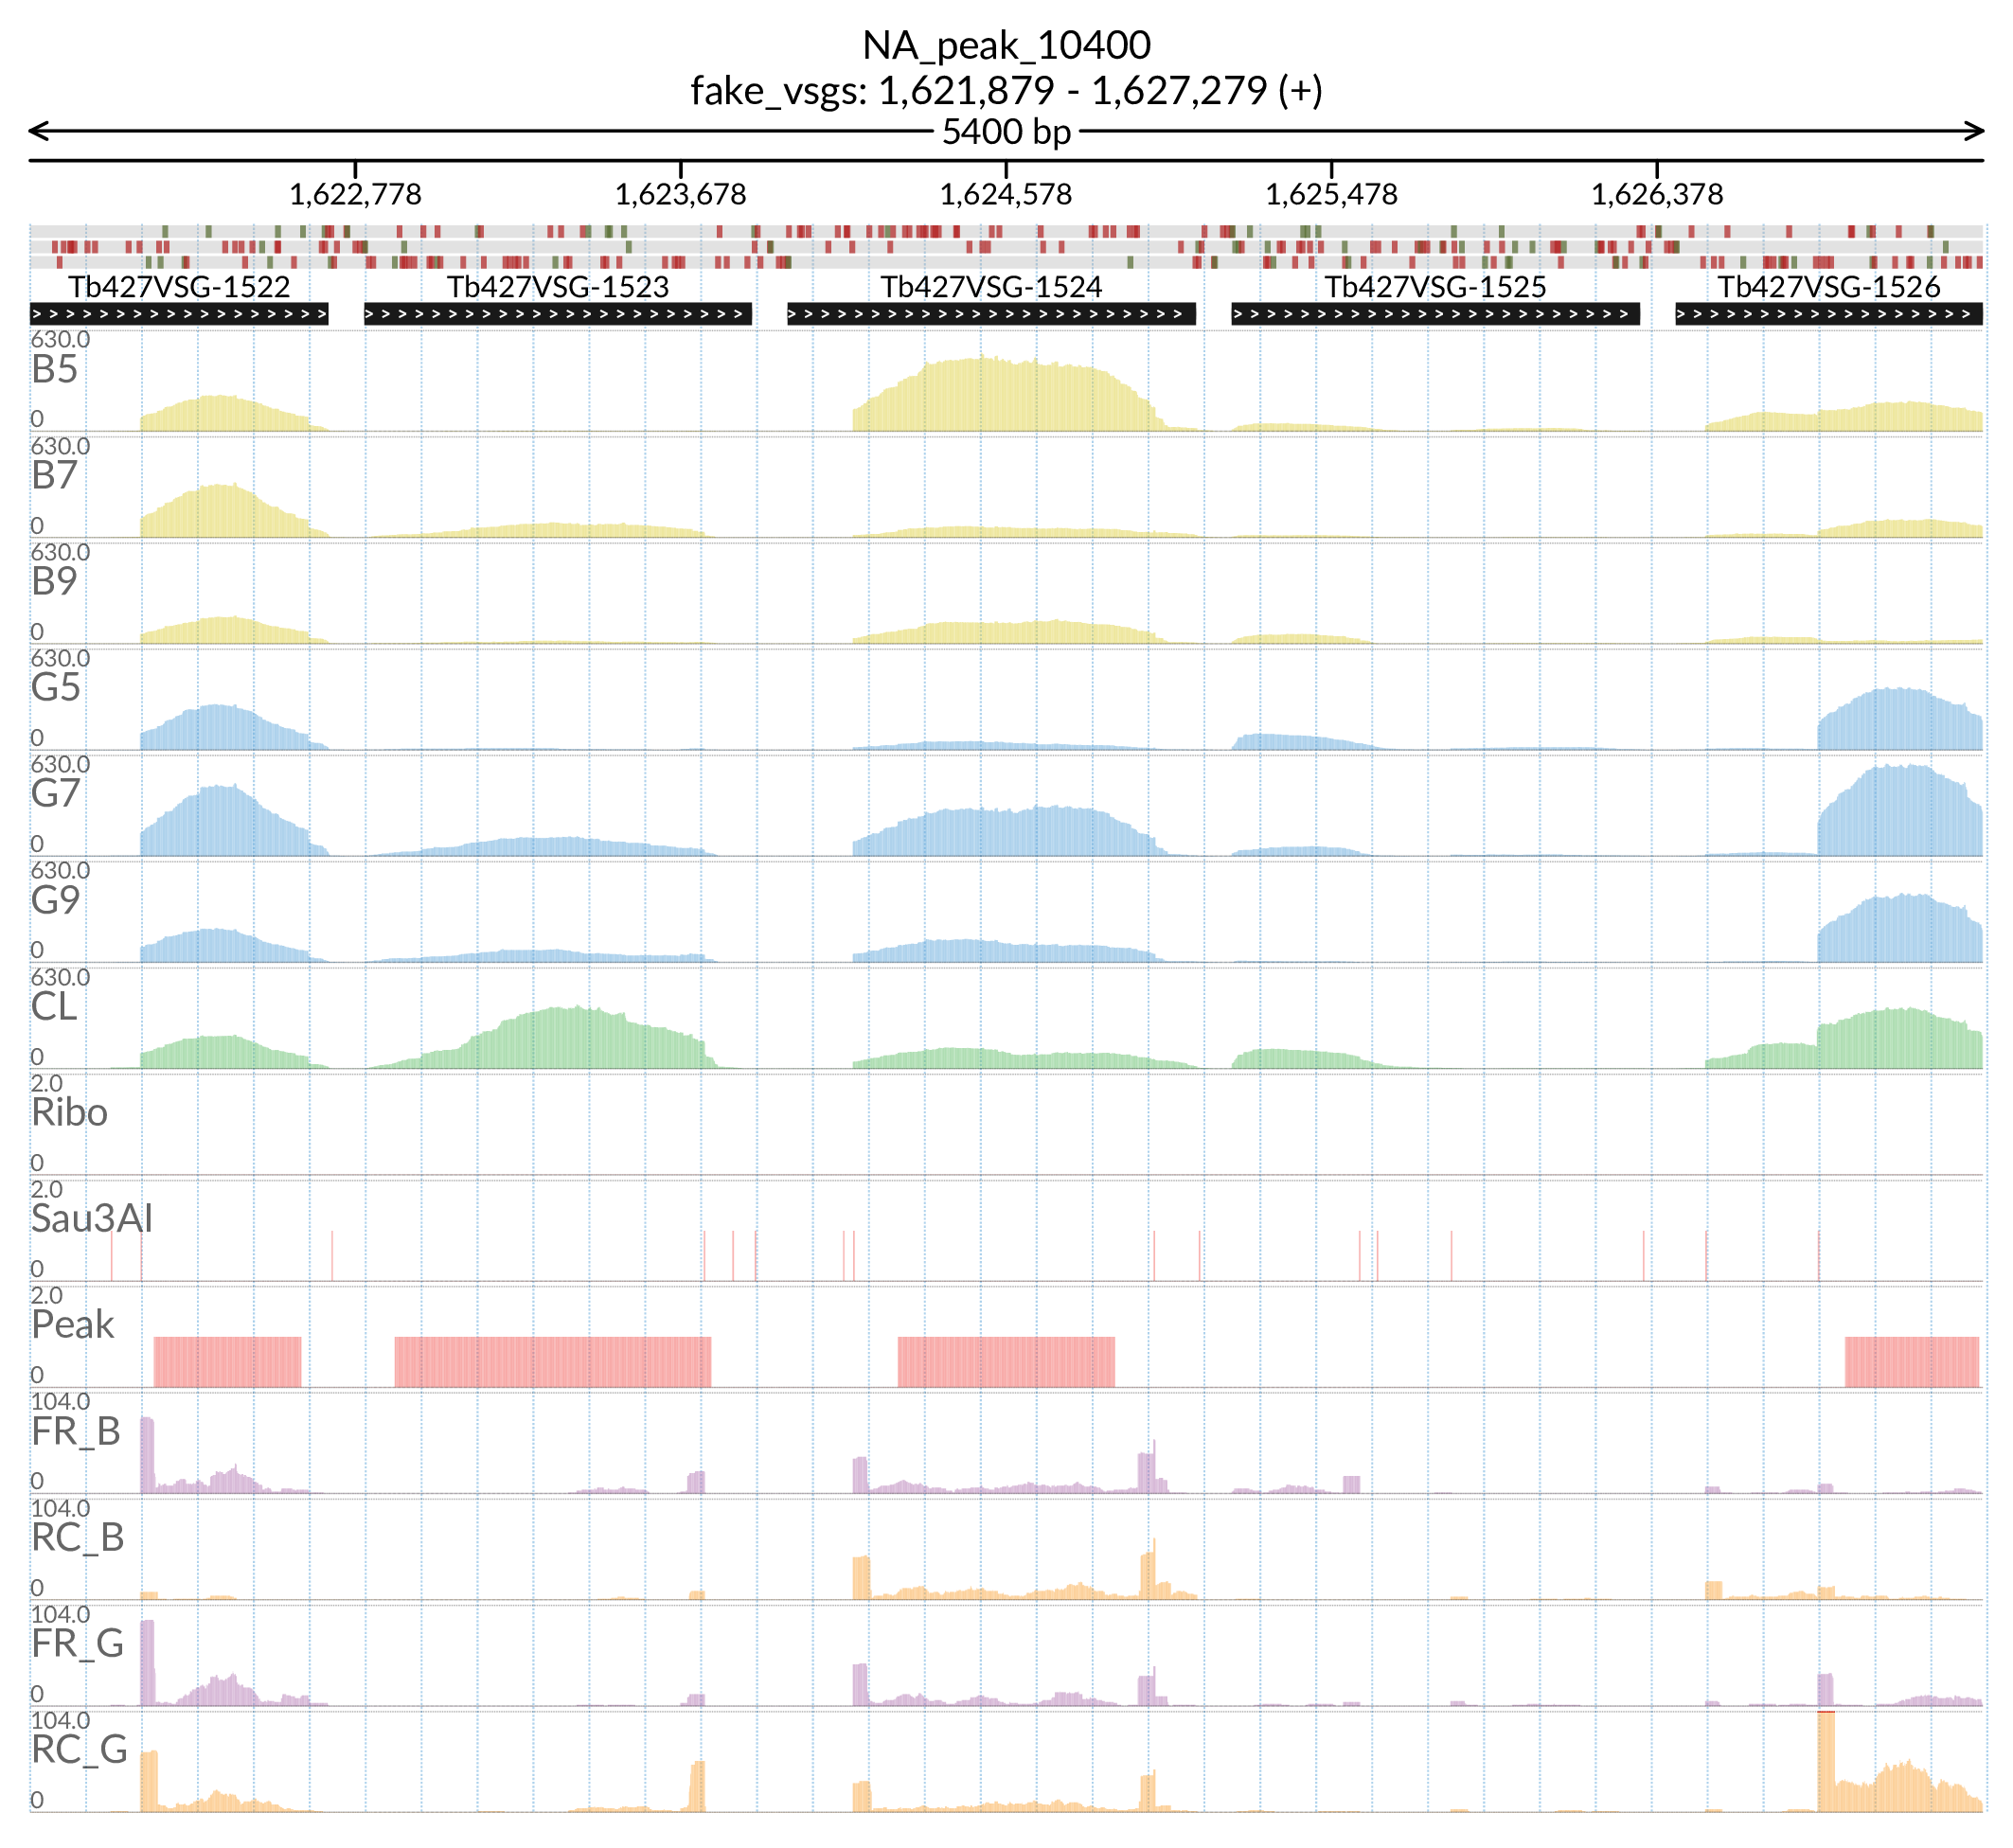 NA_peak_10400
fake_vsgs: 1,621,879 - 1,627,279 (+)
5400 bp
1,622,778 1,623,678 1,624,578 1,625,478 1,626,378
Tb427VSG-1522 Tb427VSG-1523 Tb427VSG-1524 Tb427VSG-1525 Tb427VSG-1526
630.0
B5
0
630.0
B7
0
630.0
B9
0
630.0
G5
0
630.0
G7
0
630.0
G9
0
630.0
CL
0
2.0
Ribo
0
2.0
Sau3AI
0
2.0
Peak
0
104.0
FR_B
0
104.0
RC_B
0
104.0
FR_G
0
104.0
RC_G
0